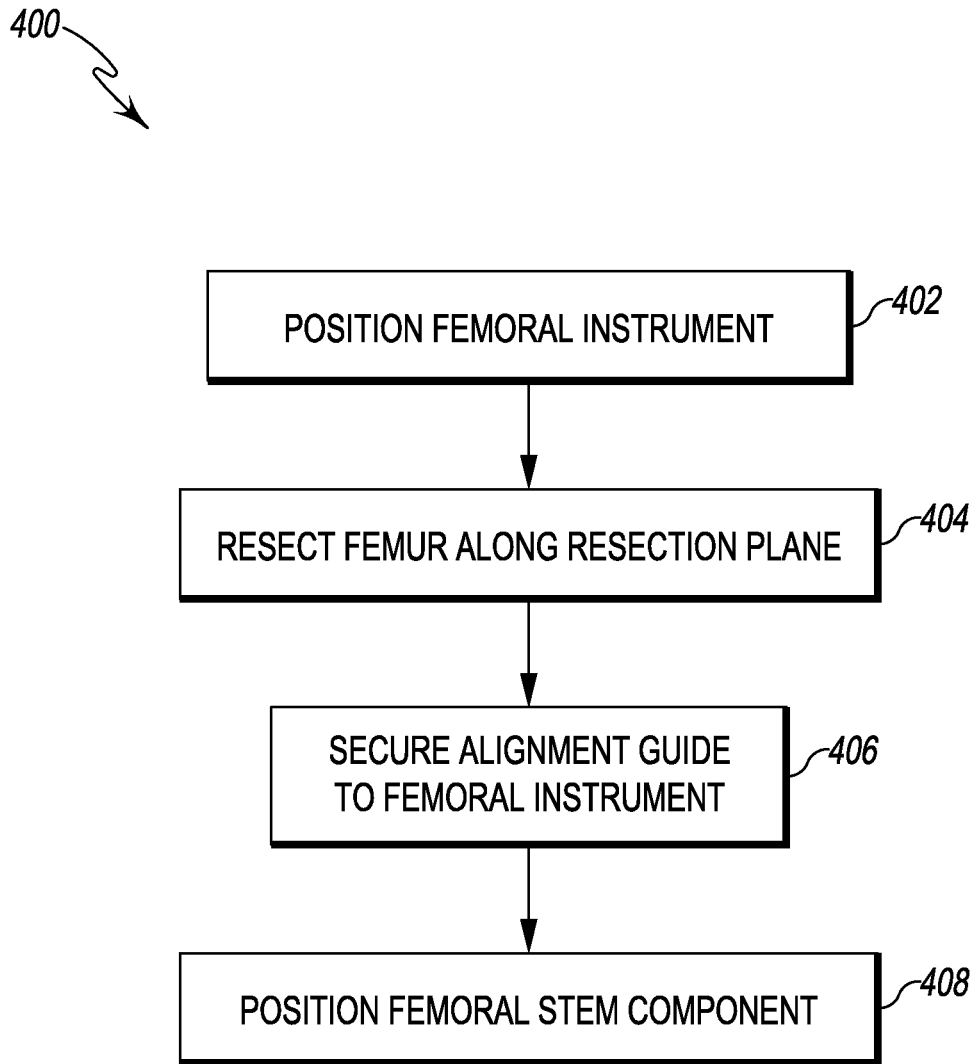 400
POSITION FEMORAL INSTRUMENT
402
RESECT FEMUR ALONG RESECTION PLANE
404
SECURE ALIGNMENT GUIDE
TO FEMORAL INSTRUMENT
406
POSITION FEMORAL STEM COMPONENT
408